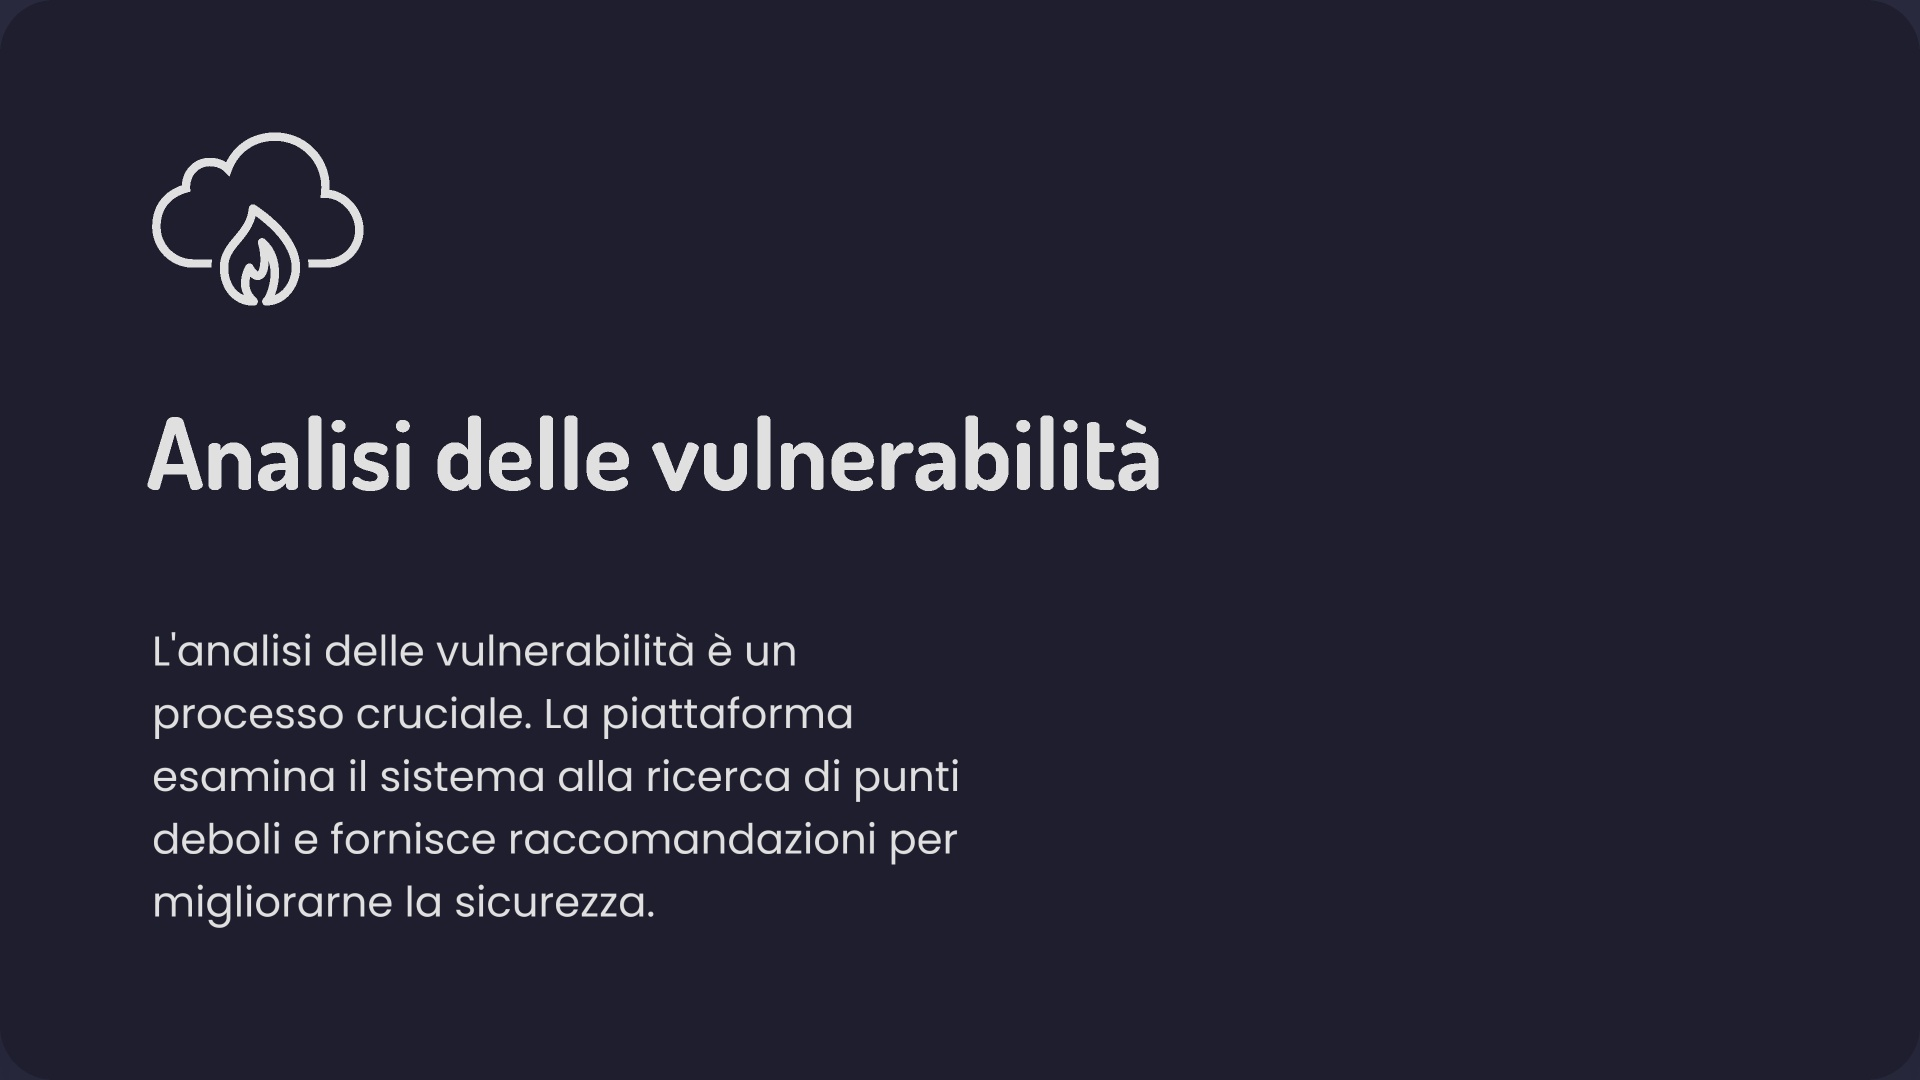 Analisi delle vulnerabilità
L'analisi delle vulnerabilità è un
processo cruciale. La piattaforma
esamina il sistema alla ricerca di punti
deboli e fornisce raccomandazioni per
migliorarne la sicurezza.